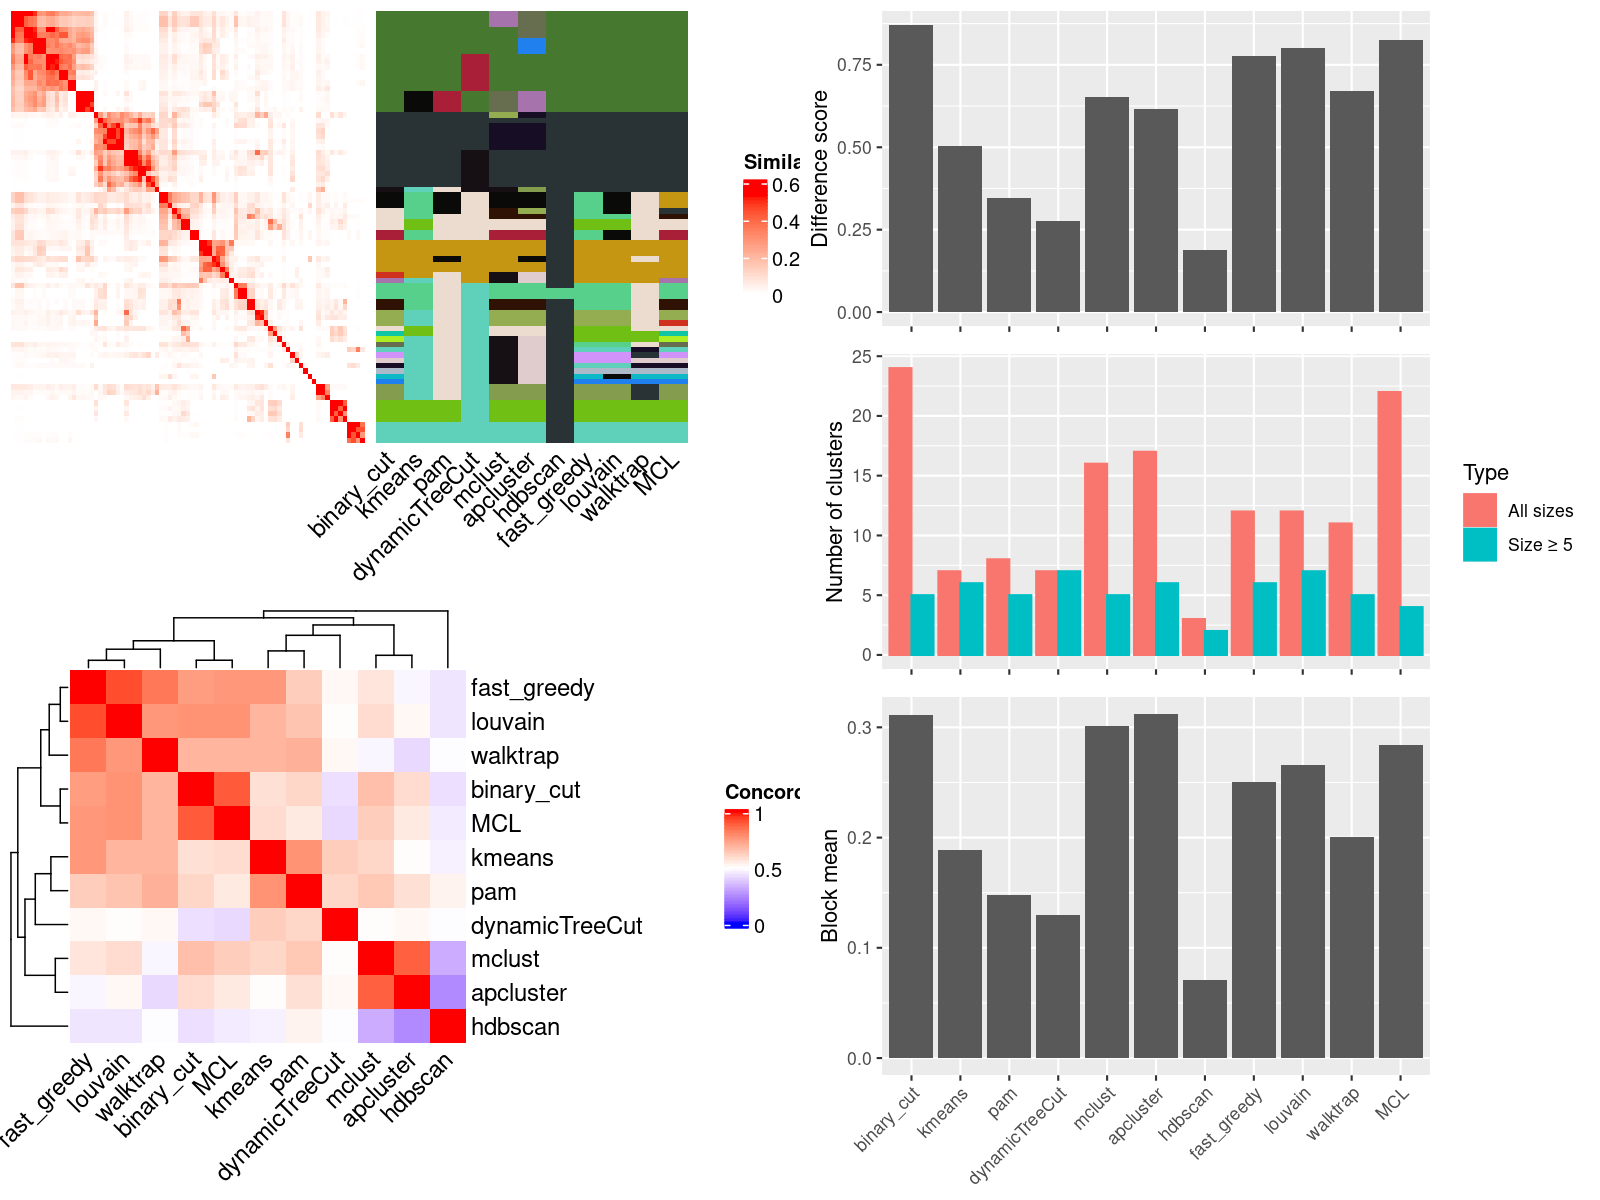 Simila
0.6
0.4
0.2
0
binary_cut
kmeans
pam
dynamicTreeCut
mclust
apcluster
hdbscan
fast_greedy
louvain
walktrap
MCL
fast_greedy
louvain
walktrap
binary_cut
MCL
kmeans
pam
dynamicTreeCut
mclust
apcluster
hdbscan
Concord
1
0.5
0
fast_greedy
louvain
walktrap
binary_cut
MCL
kmeans
pam
dynamicTreeCut
mclust
apcluster
hdbscan
Difference score
0.75
0.50
0.25
0.00
Number of clusters
25
20
15
10
5
0
Type
All sizes
Size ≥ 5
Block mean
0.3
0.2
0.1
0.0
binary_cut
kmeans
pam
dynamicTreeCut
mclust
apcluster
hdbscan
fast_greedy
louvain
walktrap
MCL